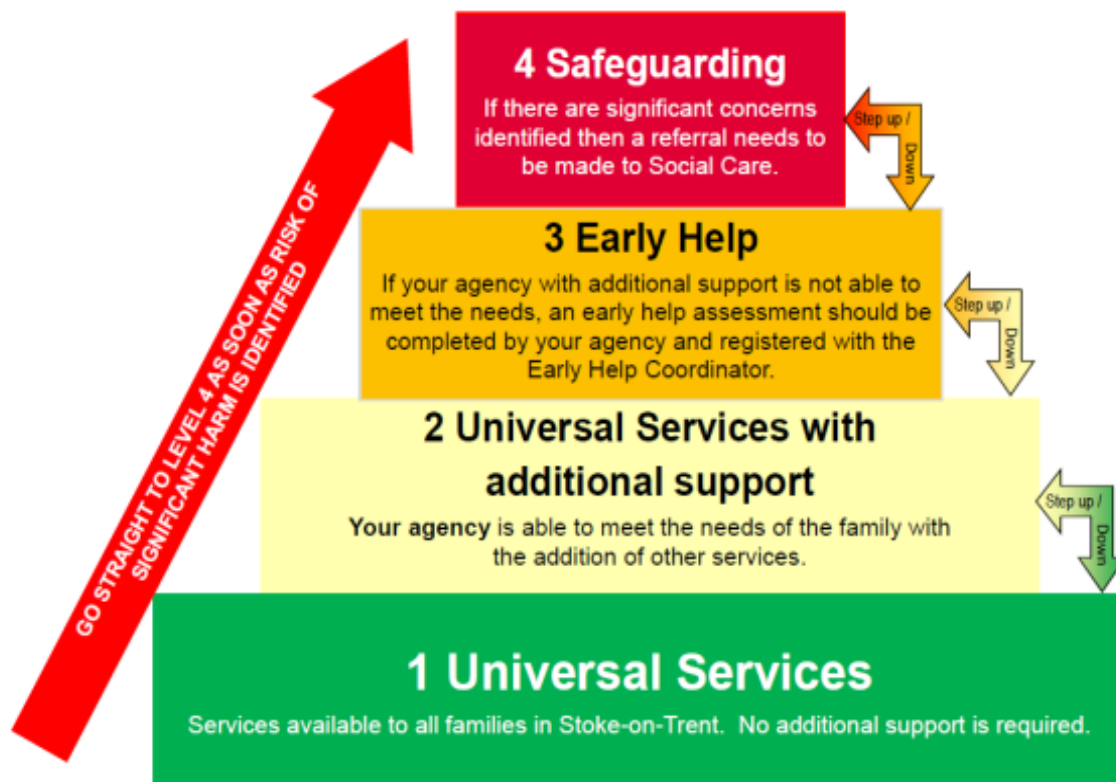 4 Safeguarding
If there are significant concerns
identified then a referral needs to
be made to Social Care.
Step up /
Down
3 Early Help
If your agency with additional support is not able to
meet the needs, an early help assessment should be
completed by your agency and registered with the
Early Help Coordinator.
Step up /
Down
2 Universal Services with
additional support
Your agency is able to meet the needs of the family with
the addition of other services.
Step up /
Down
1 Universal Services
Services available to all families in Stoke-on-Trent.  No additional support is required.
GO STRAIGHT TO LEVEL 4 AS SOON AS RISK OF
SIGNIFICANT HARM IS IDENTIFIED